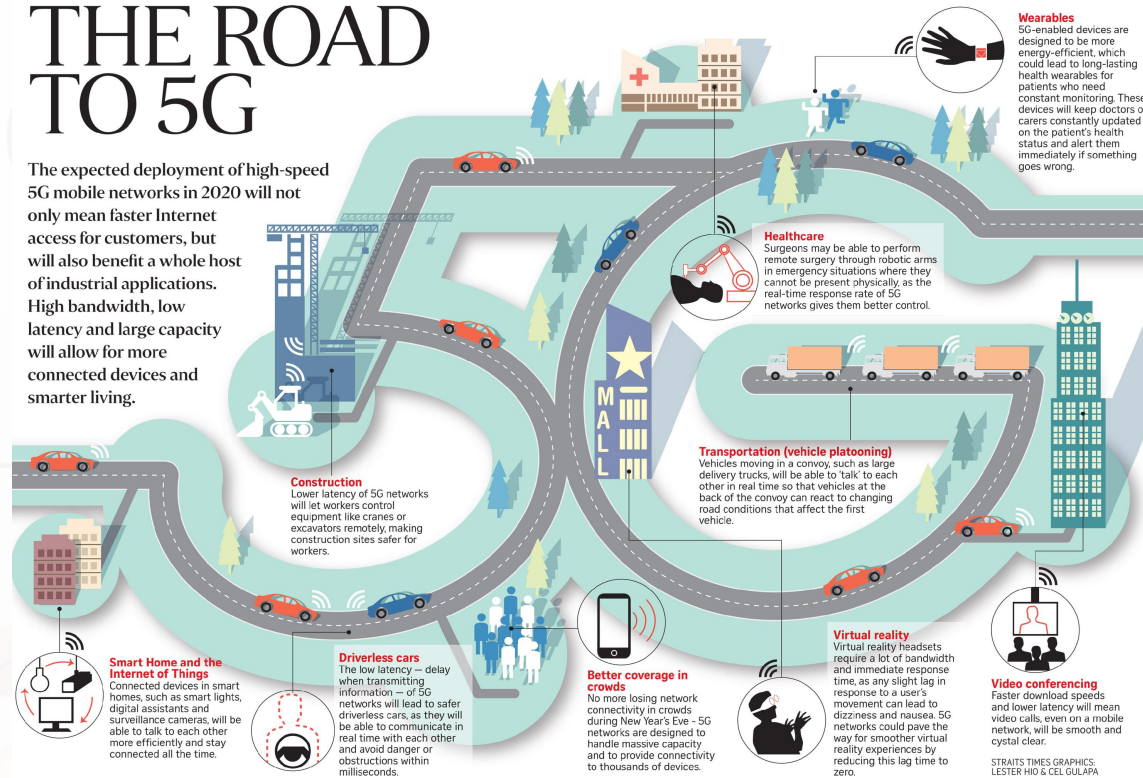 THE ROAD
TO 5G
The expected deployment of high-speed
5G mobile networks in 2020 will not
only mean faster Internet
access for customers, but
will also benefit a whole host
of industrial applications.
High bandwidth, low
latency and large capacity
will allow for more
connected devices and
smarter living.
Wearables
5G-enabled devices are
designed to be more
energy-efficient, which
could lead to long-lasting
health wearables for
patients who need
constant monitoring. These
devices will keep doctors o
carers constantly updated
on the patient's health
status and alert them
immediately if something
goes wrong.
Healthcare
Surgeons may be able to perform
remote surgery through robotic arms
in emergency situations where they
cannot be present physically, as the
real-time response rate of 5G
networks gives them better control.
MALL
Transportation (vehicle platooning)
Vehicles moving in a convoy, such as large
delivery trucks, will be able to 'talk' to each
other in real time so that vehicles at the
back of the convoy can react to changing
road conditions that affect the first
vehicle.
Construction
Lower latency of 5G networks
will let workers control
equipment like cranes or
excavators remotely, making
construction sites safer for
workers.
Smart Home and the
Internet of Things
Connected devices in smart
homes, such as smart lights,
digital assistants and
surveillance cameras, will be
able to talk to each other
more efficiently and stay
connected all the time.
Driverless cars
The low latency — delay
when transmitting
information — of 5G
networks will lead to safer
driverless cars, as they will
be able to communicate in
real time with each other
and avoid danger or
obstructions within
milliseconds.
Better coverage in
crowds
No more losing network
connectivity in crowds
during New Year's Eve - 5G
networks are designed to
handle massive capacity
and to provide connectivity
to thousands of devices.
Virtual reality
Virtual reality headsets
require a lot of bandwidth
and immediate response
time, as any slight lag in
response to a user's
movement can lead to
dizziness and nausea. 5G
networks could pave the
way for smoother virtual
reality experiences by
reducing this lag time to
zero.
Video conferencing
Faster download speeds
and lower latency will mean
video calls, even on a mobile
network, will be smooth and
cystal clear.
STRAITS TIMES GRAPHICS:
LESTER HIO & CEL GULAPA